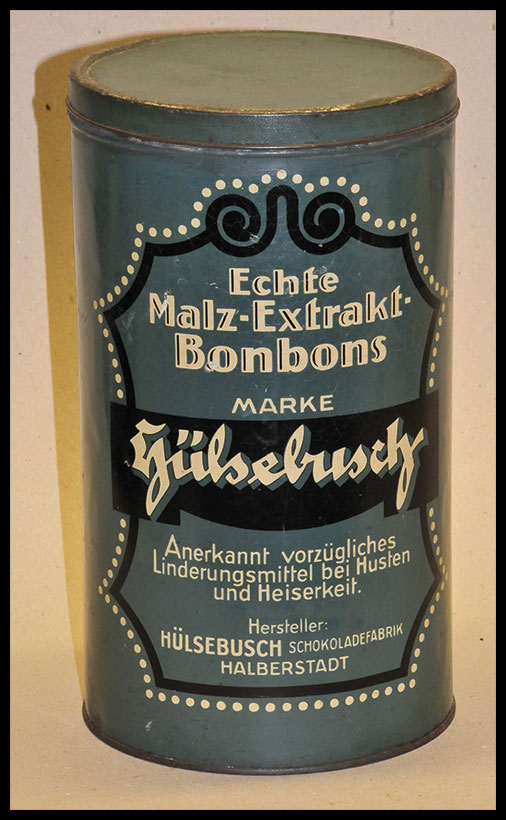 Echte
Malz-Extrakt-
Bonbons
MARKE
Hülsebusch
Anerkannt vorzügliches
Linderungsmittel bei Husten
und Heiserkeit.
Hersteller:
HÜLSEBUSCH SCHOKOLADEFABRIK
HALBERSTADT